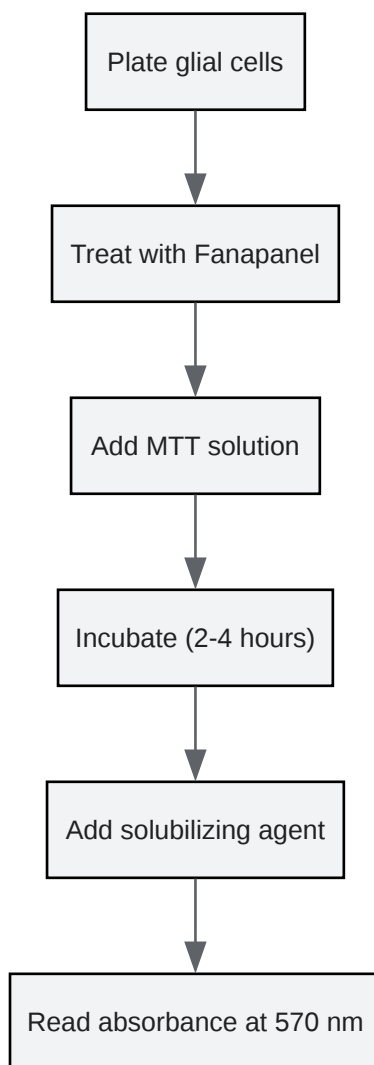 Plate glial cells
Treat with Fanapanel
Add MTT solution
Incubate (2-4 hours)
Add solubilizing agent
Read absorbance at 570 nm